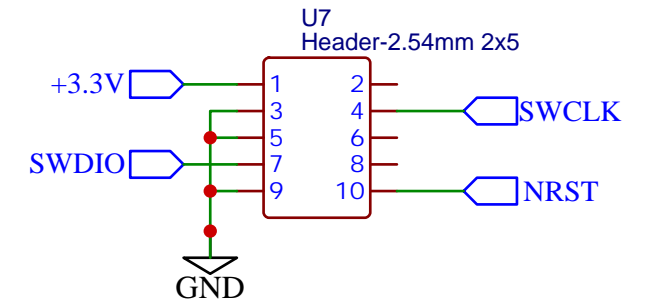 U7
Header-2.54mm 2x5
+3.3V 1 2
3 4 SWCLK
5 6
SWDIO 7 8
9 10 NRST
GND